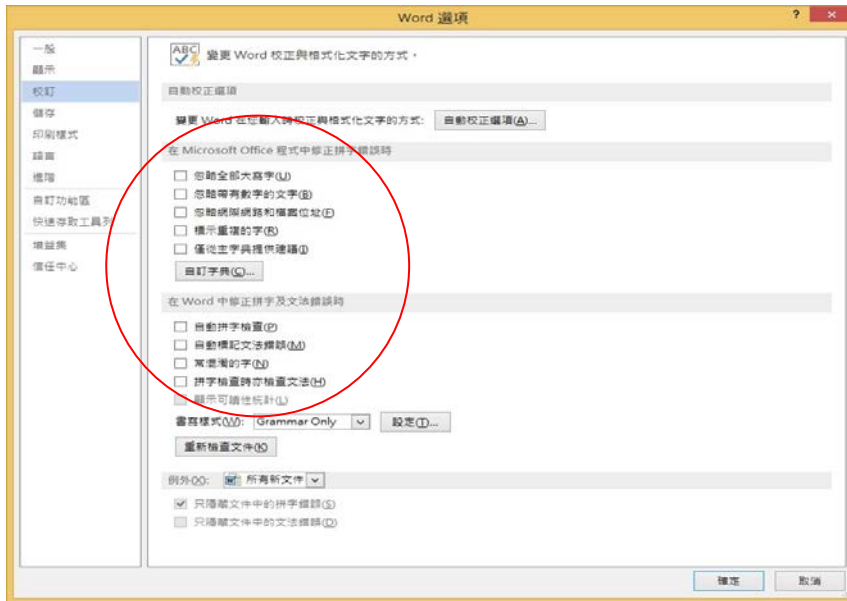 Word 選項
?
一般
顯示
校訂
儲存
印刷樣式
語言
進階
自訂功能區
快速存取工具列
增益集
信任中心
ABC
變更 Word 校正與格式化文字的方式。
自動校正選項
變更 Word 在您輸入時校正與格式化文字的方式: 自動校正選項(A)...
在 Microsoft Office 程式中修正拼字錯誤時
忽略全部大寫字(U)
忽略帶有數字的文字(B)
忽略網際網路和檔案位址(F)
標示重複的字(R)
僅從主字典提供建議(I)
自訂字典(C)...
在 Word 中修正拼字及文法錯誤時
自動拼字檢查(P)
自動標記文法錯誤(M)
常混淆的字(N)
拼字檢查時亦檢查文法(H)
顯示可讀性統計(L)
書寫樣式(W): Grammar Only 設定(T)...
重新檢查文件(K)
例外(X): 所有新文件
只隱藏文件中的拼字錯誤(S)
只隱藏文件中的文法錯誤(D)
確定 取消